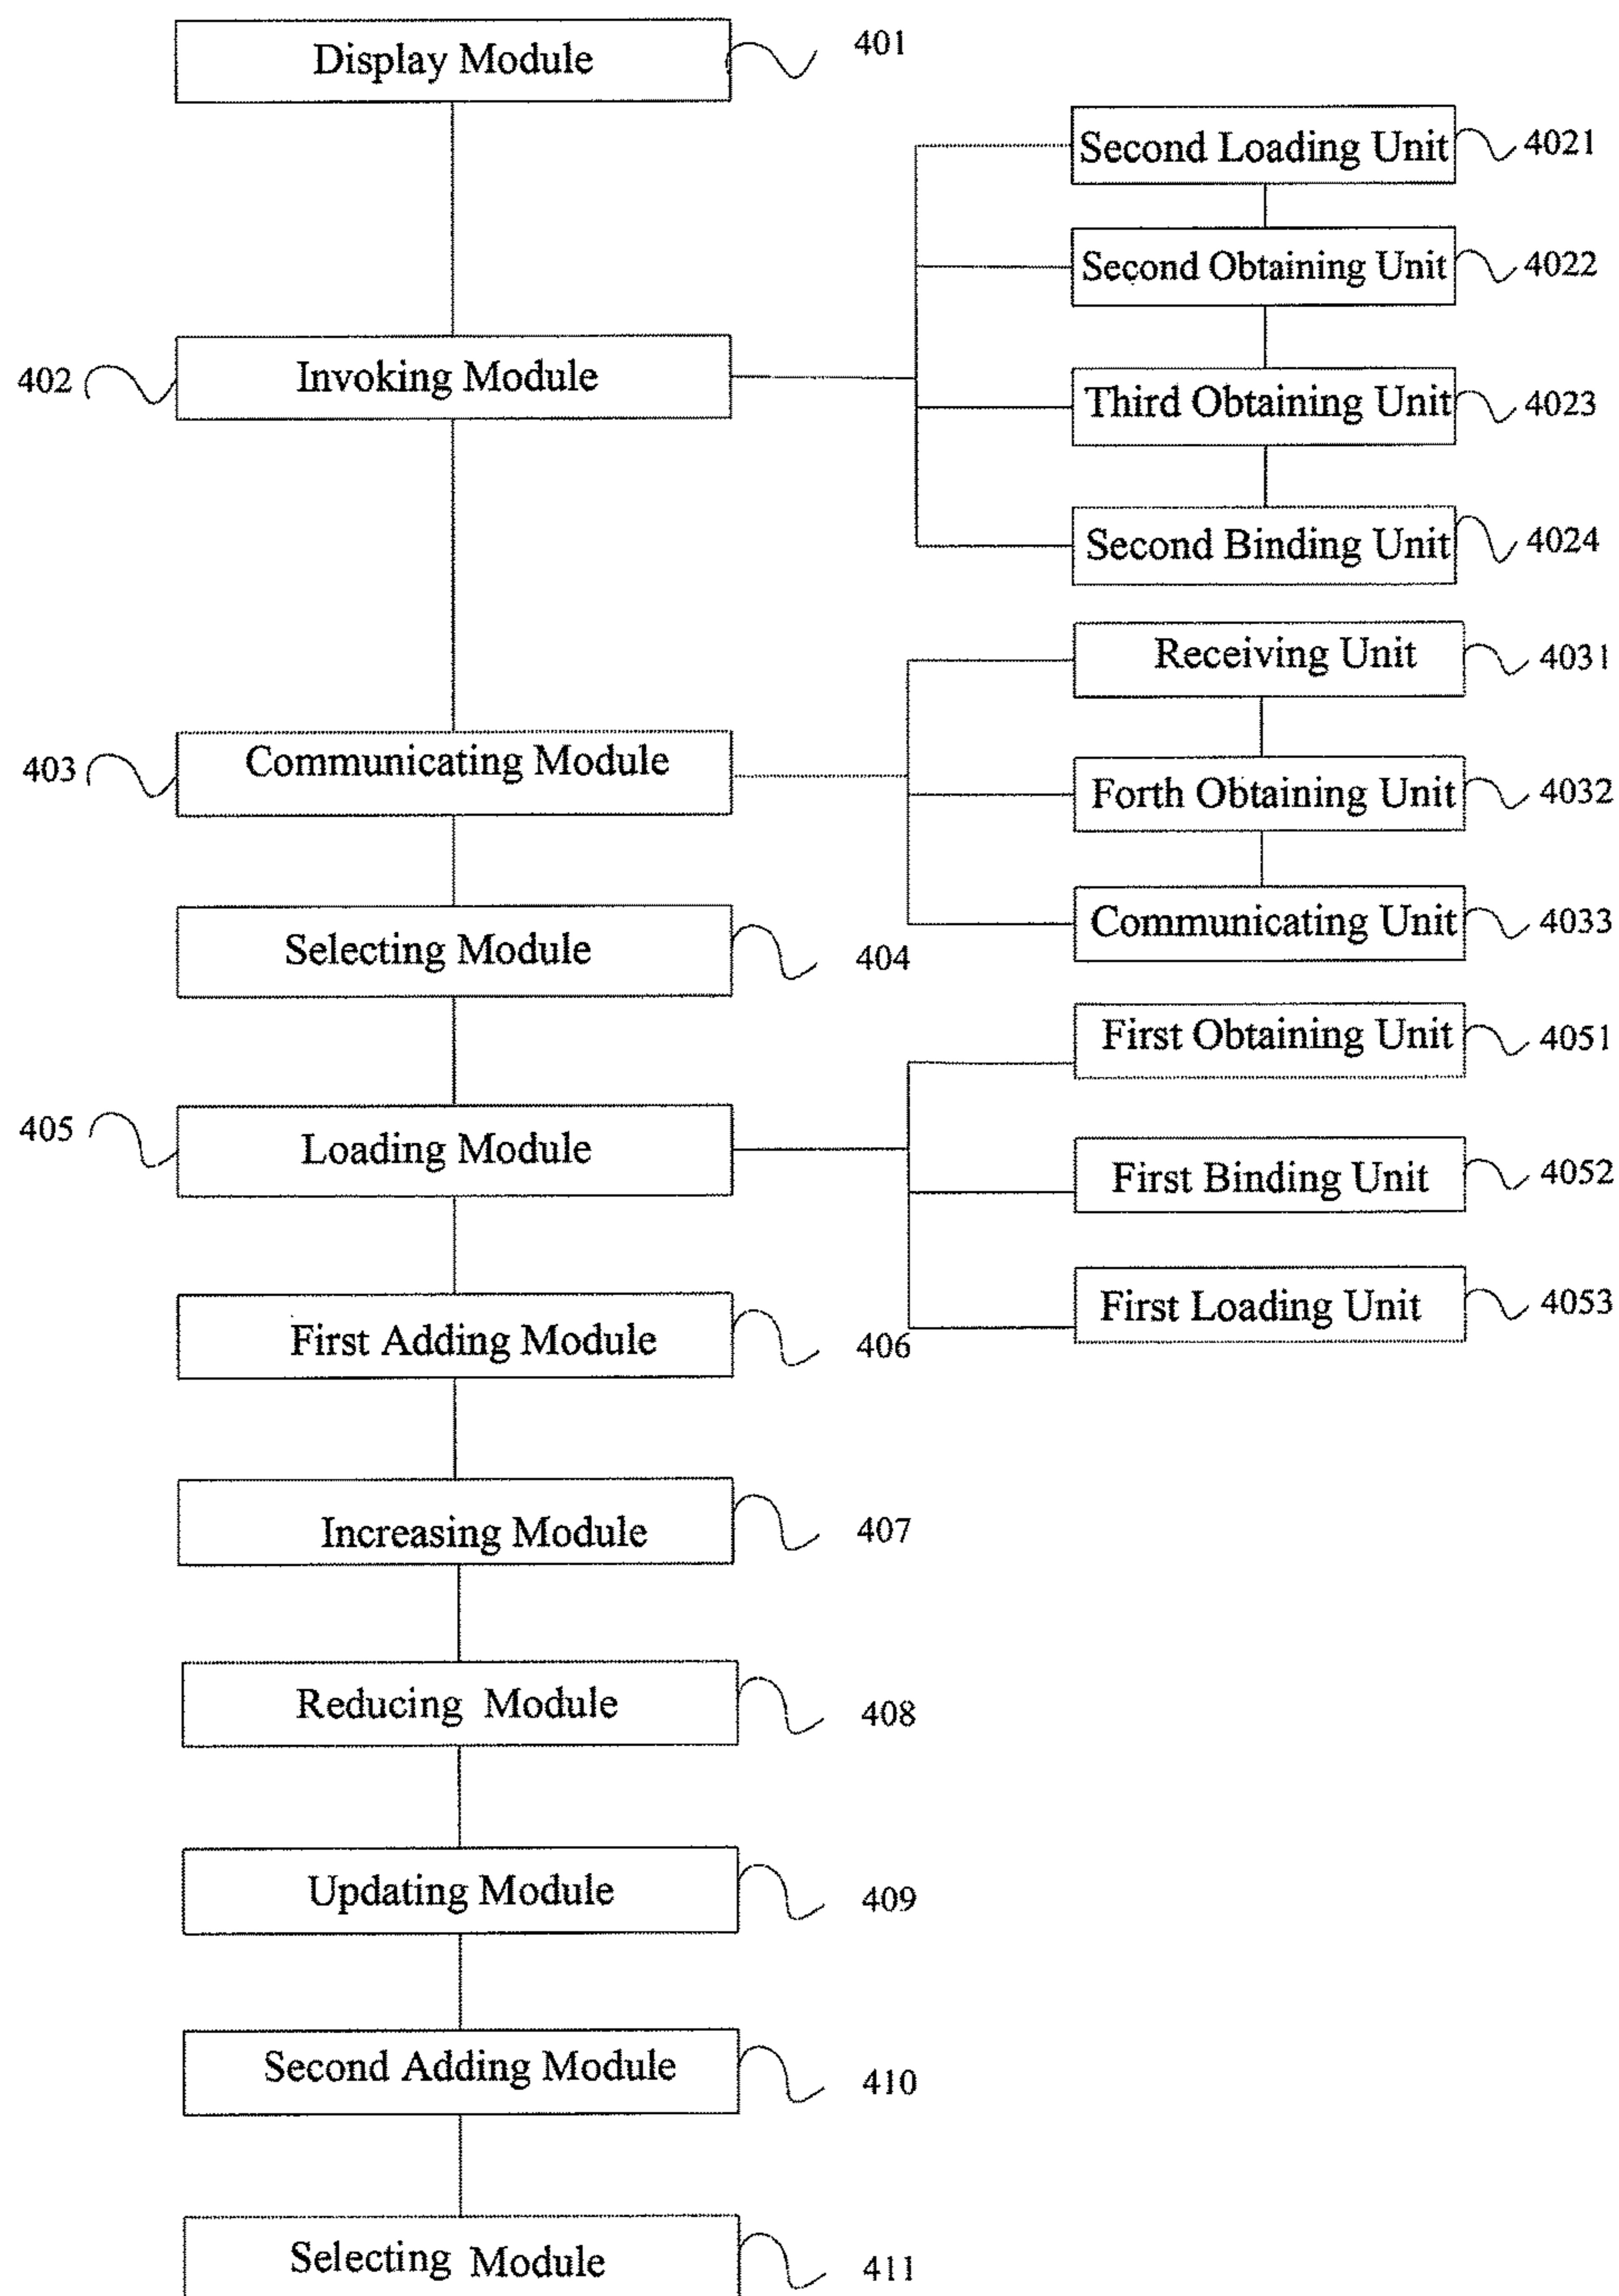 Display Module
401
Second Loading Unit
4021
Second Obtaining Unit
4022
402
Invoking Module
Third Obtaining Unit
4023
Second Binding Unit
4024
Receiving Unit
4031
403
Communicating Module
Forth Obtaining Unit
4032
Communicating Unit
4033
Selecting Module
404
First Obtaining Unit
4051
405
Loading Module
First Binding Unit
4052
First Loading Unit
4053
First Adding Module
406
Increasing Module
407
Reducing Module
408
Updating Module
409
Second Adding Module
410
Selecting Module
411